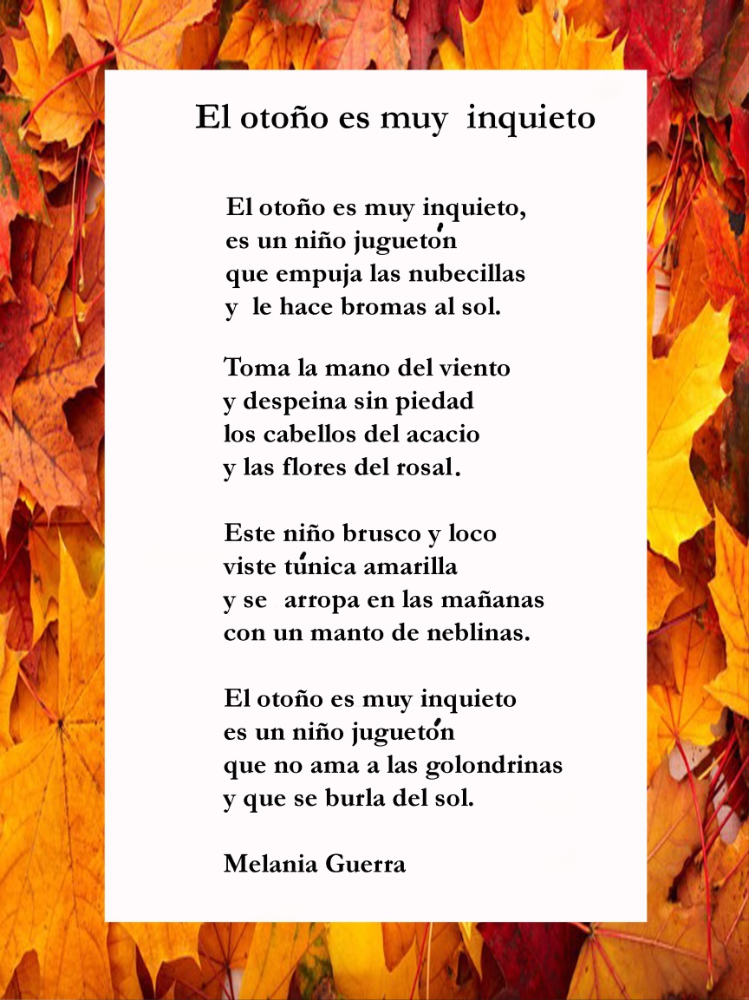 El otoño es muy inquieto
El otoño es muy inquieto,
es un niño juguetón
que empuja las nubecillas
y le hace bromas al sol.
Toma la mano del viento
y despeina sin piedad
los cabellos del acacio
y las flores del rosal.
Este niño brusco y loco
viste túnica amarilla
y se arropa en las mañanas
con un manto de neblinas.
El otoño es muy inquieto
es un niño juguetón
que no ama a las golondrinas
y que se burla del sol.
Melania Guerra